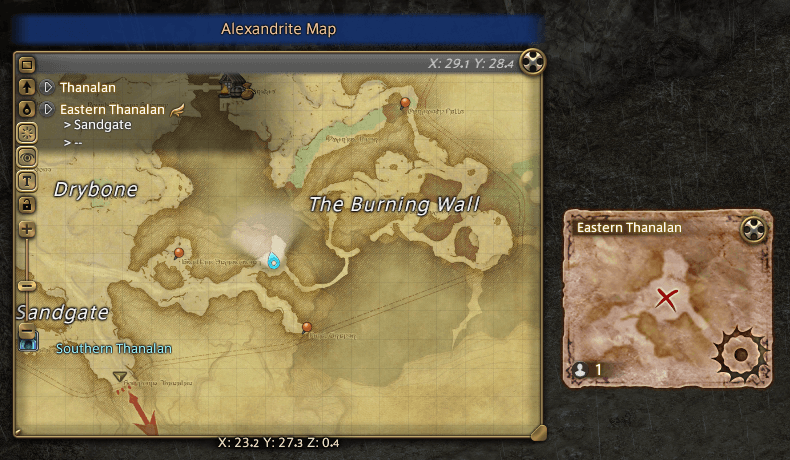 Alexandrite Map
X: 29.1 Y: 28.4
Thanalan
Eastern Thanalan
> Sandgate
> --
Drybone
The Burning Wall
Eastern Thanalan
1
Sandgate
Southern Thanalan
X: 23.2 Y: 27.3 Z: 0.4